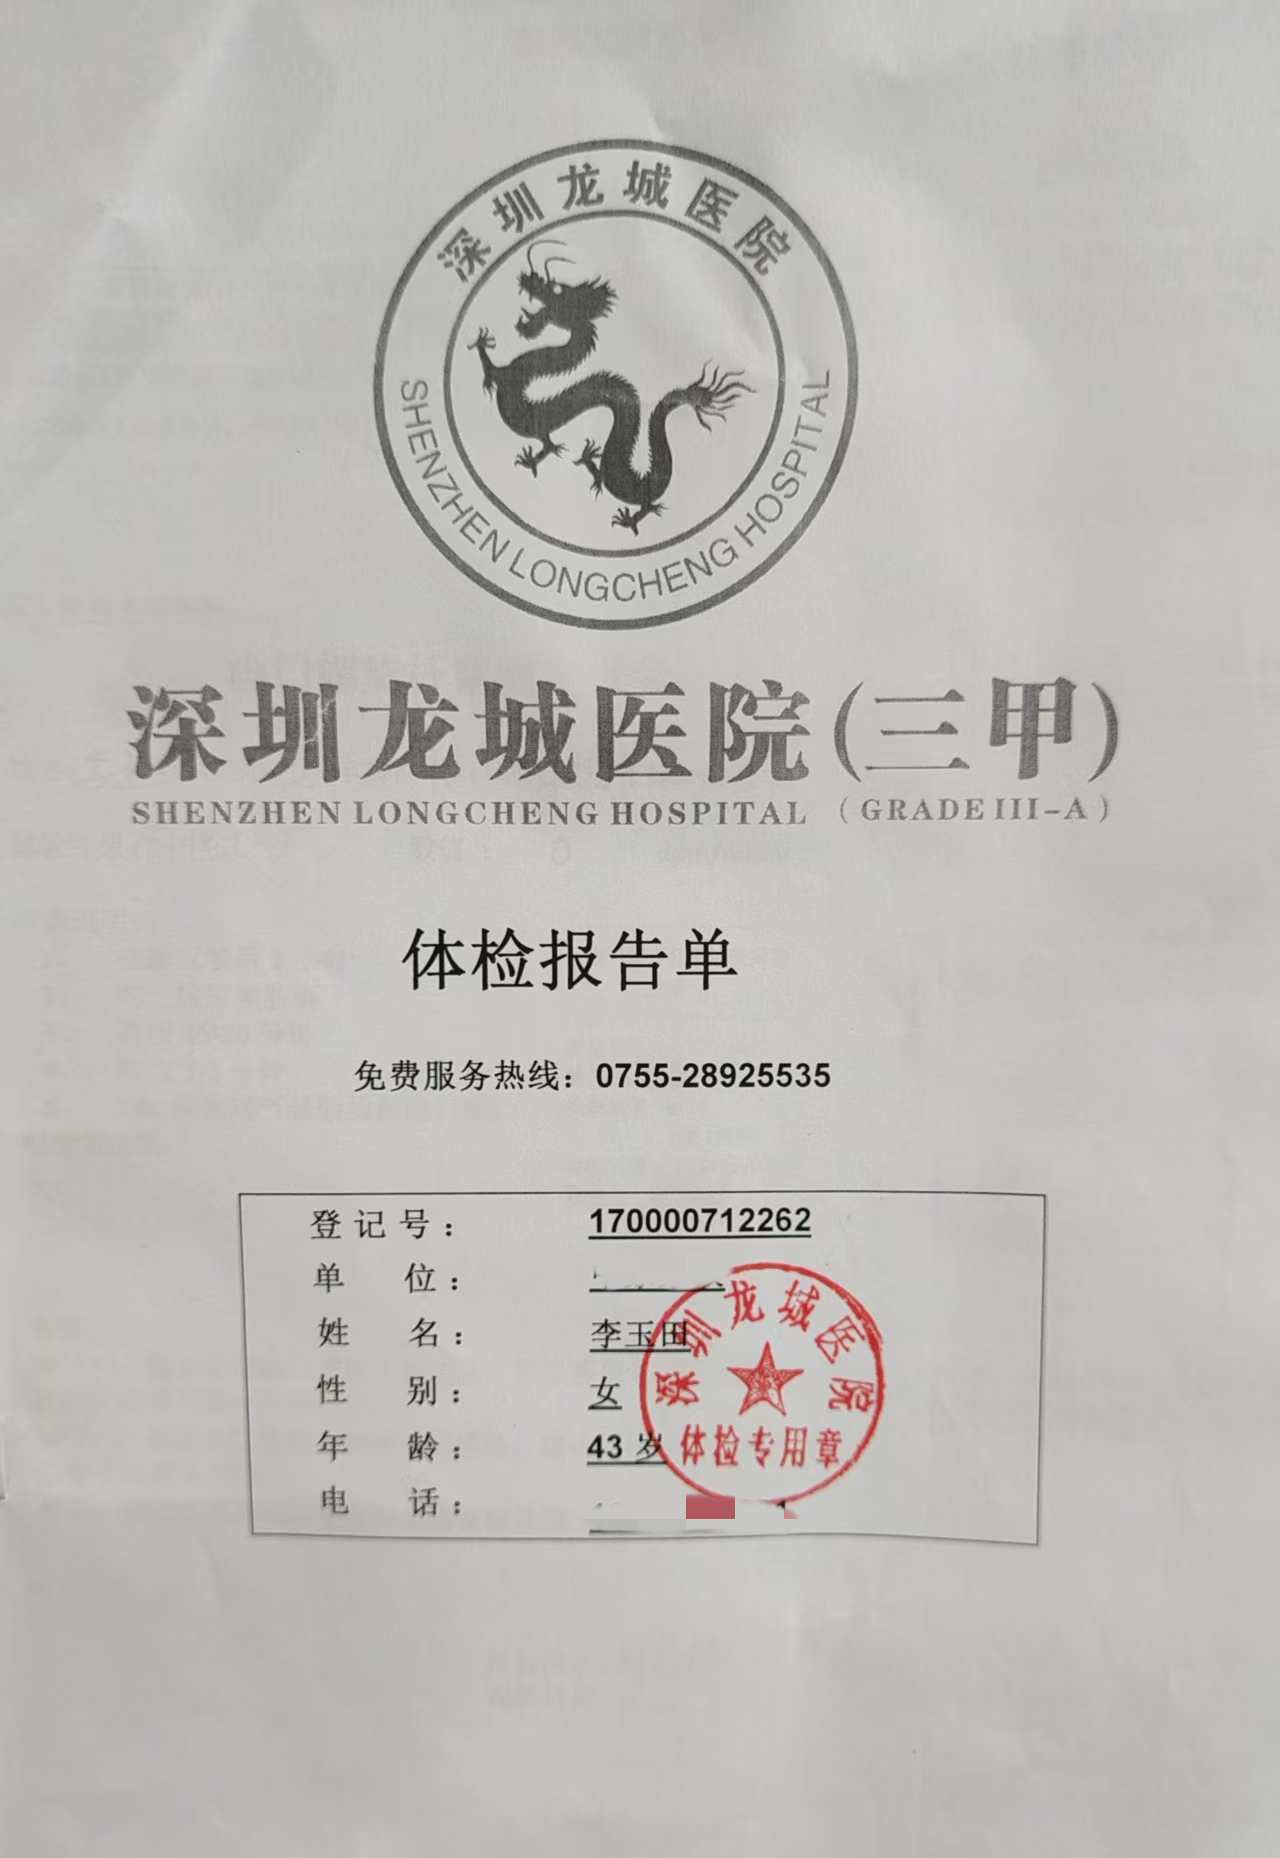 深圳龙城医院
SHENZHEN LONGCHENG HOSPITAL
深圳龙城医院(三甲)
SHENZHEN LONGCHENG HOSPITAL (GRADE III-A)
体检报告单
免费服务热线：0755-28925535
登记号： 170000712262
单 位：
姓 名： 李玉田
性 别： 女
年 龄： 43 岁
电 话：
深圳龙城医院
体检专用章